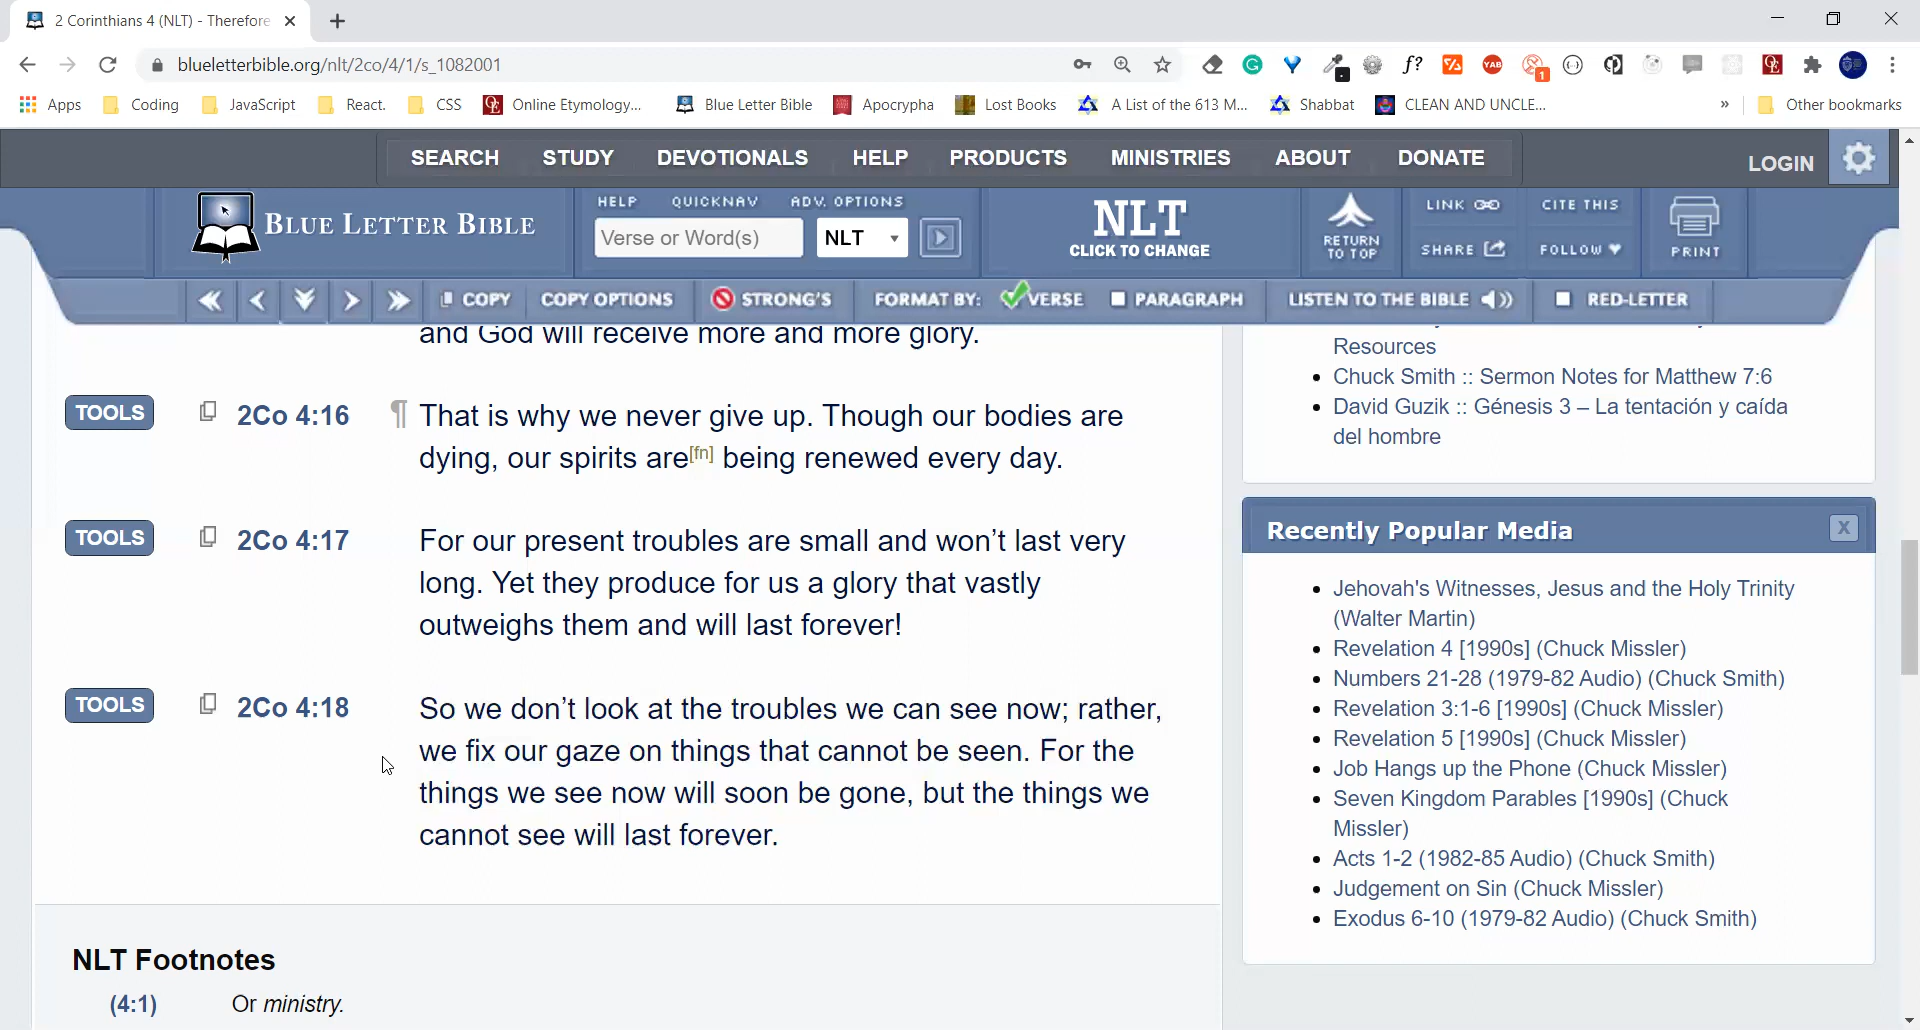 2 Corinthians 4 (NLT) - Therefore
blueletterbible.org/nlt/2co/4/1/s_1082001
Apps Coding JavaScript React. CSS Online Etymology... Blue Letter Bible Apocrypha Lost Books A List of the 613 M... Shabbat CLEAN AND UNCLE... » Other bookmarks
SEARCH STUDY DEVOTIONALS HELP PRODUCTS MINISTRIES ABOUT DONATE LOGIN
HELP QUICKNAV ADV. OPTIONS
BLUE LETTER BIBLE
Verse or Word(s) NLT
NLT
CLICK TO CHANGE
RETURN
TO TOP
LINK CITE THIS
SHARE FOLLOW
PRINT
COPY COPY OPTIONS STRONG'S FORMAT BY: VERSE PARAGRAPH LISTEN TO THE BIBLE RED-LETTER
and God will receive more and more glory.
TOOLS 2Co 4:16 ¶ That is why we never give up. Though our bodies are
dying, our spirits are[fn] being renewed every day.
TOOLS 2Co 4:17 For our present troubles are small and won’t last very
long. Yet they produce for us a glory that vastly
outweighs them and will last forever!
TOOLS 2Co 4:18 So we don’t look at the troubles we can see now; rather,
we fix our gaze on things that cannot be seen. For the
things we see now will soon be gone, but the things we
cannot see will last forever.
NLT Footnotes
(4:1) Or ministry.
Resources
• Chuck Smith :: Sermon Notes for Matthew 7:6
• David Guzik :: Génesis 3 – La tentación y caída
del hombre
Recently Popular Media X
• Jehovah's Witnesses, Jesus and the Holy Trinity
(Walter Martin)
• Revelation 4 [1990s] (Chuck Missler)
• Numbers 21-28 (1979-82 Audio) (Chuck Smith)
• Revelation 3:1-6 [1990s] (Chuck Missler)
• Revelation 5 [1990s] (Chuck Missler)
• Job Hangs up the Phone (Chuck Missler)
• Seven Kingdom Parables [1990s] (Chuck
Missler)
• Acts 1-2 (1982-85 Audio) (Chuck Smith)
• Judgement on Sin (Chuck Missler)
• Exodus 6-10 (1979-82 Audio) (Chuck Smith)